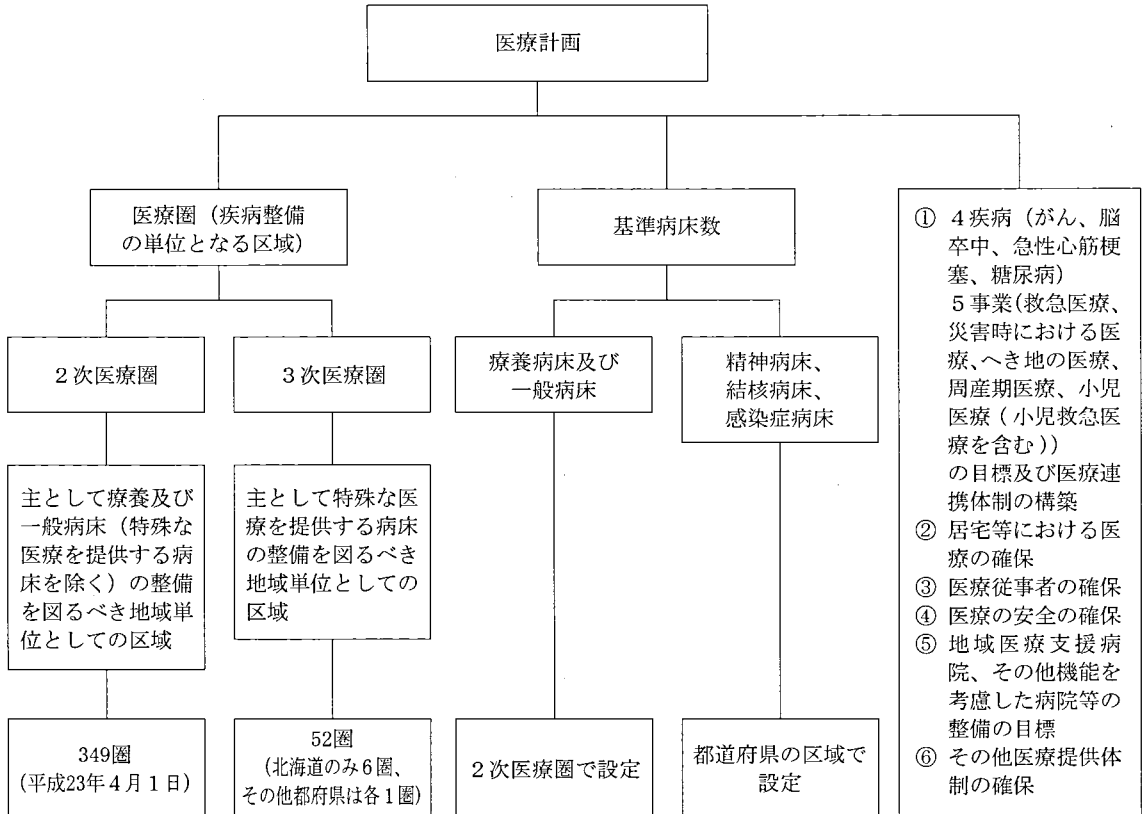 医療計画
医療圏（疾病整備
の単位となる区域）
基準病床数
2次医療圏
3次医療圏
療養病床及び
一般病床
精神病床、
結核病床、
感染症病床
主として療養及び
一般病床（特殊な
医療を提供する病
床を除く）の整備
を図るべき地域単
位としての区域
主として特殊な医
療を提供する病床
の整備を図るべき
地域単位としての
区域
349圏
(平成23年4月1日)
52圏
(北海道のみ6圏、
その他都府県は各1圏)
2次医療圏で設定
都道府県の区域で
設定
① 4疾病（がん、脳
卒中、急性心筋梗
塞、糖尿病）
5事業(救急医療、
災害時における医
療、へき地の医療、
周産期医療、小児
医療（小児救急医
療を含む））
の目標及び医療連
携体制の構築
② 居宅等における医
療の確保
③ 医療従事者の確保
④ 医療の安全の確保
⑤ 地域医療支援病
院、その他機能を
考慮した病院等の
整備の目標
⑥ その他医療提供体
制の確保